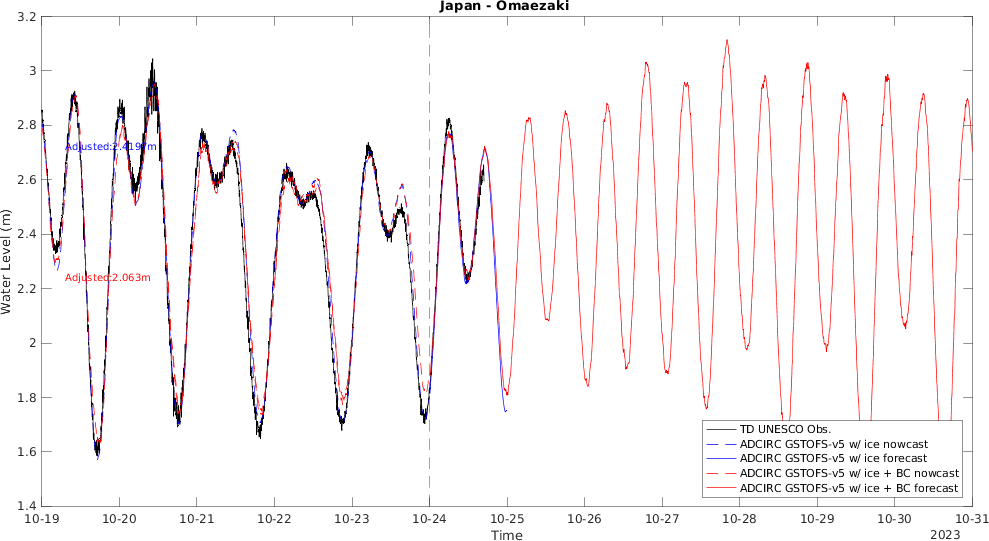 Japan - Omaezaki
3.2
3
2.8
2.6
2.4
2.2
2
1.8
1.6
1.4
Water Level (m)
Adjusted:2.4197m
Adjusted:2.063m
TD UNESCO Obs.
ADCIRC GSTOFS-v5 w/ ice nowcast
ADCIRC GSTOFS-v5 w/ ice forecast
ADCIRC GSTOFS-v5 w/ ice + BC nowcast
ADCIRC GSTOFS-v5 w/ ice + BC forecast
10-19 10-20 10-21 10-22 10-23 10-24 10-25 10-26 10-27 10-28 10-29 10-30 10-31
Time
2023